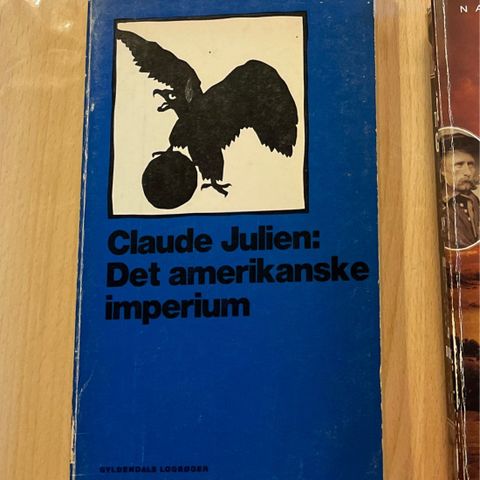 Claude Julien:
Det amerikanske
imperium
GYLDENDALS LOGBØGER
N A